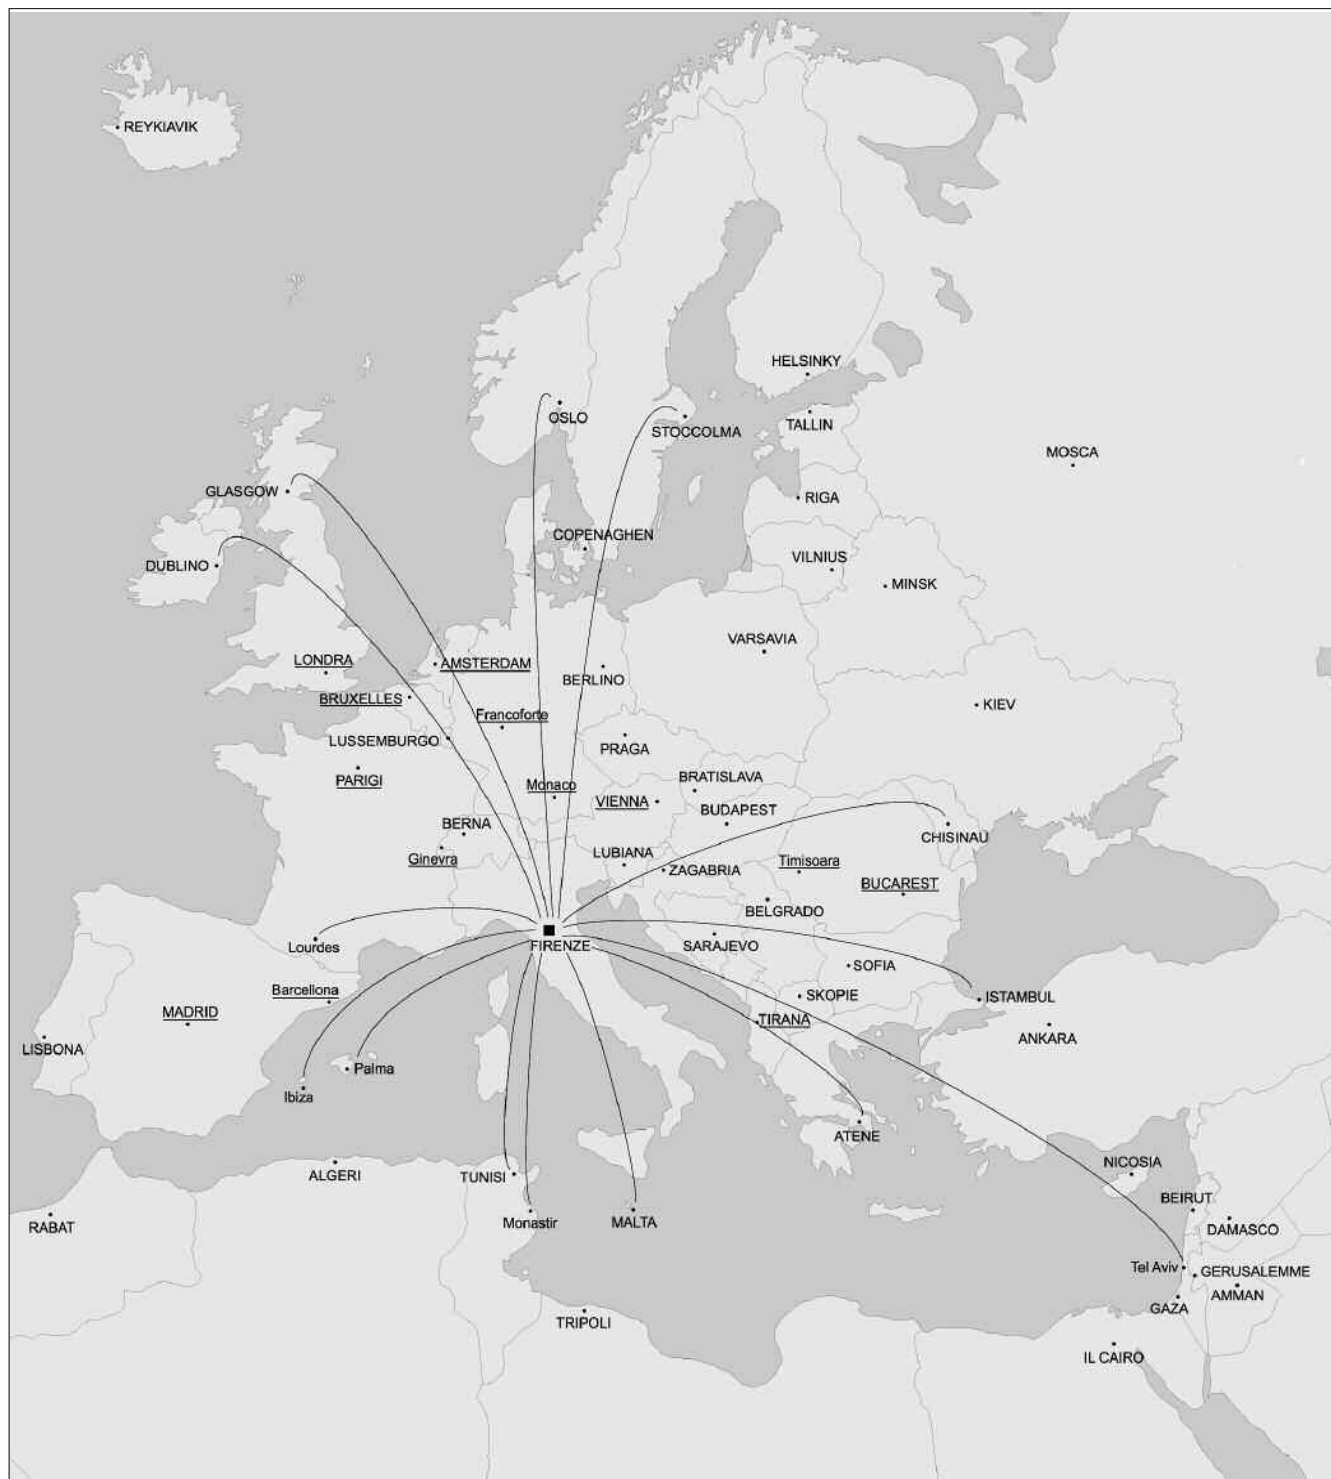 REYKIAVIK
HELSINKY
OSLO
TALLIN
STOCCOLMA
MOSCA
GLASGOW
RIGA
COPENAGHEN
VILNIUS
DUBLINO
MINSK
VARSAVIA
LONDRA
AMSTERDAM
BERLINO
BRUXELLES
KIEV
Francoforte
LUSSEMBURGO
PRAGA
BRATISLAVA
PARIGI
Monaco
VIENNA
BUDAPEST
BERNA
CHISINAU
LUBIANA
Ginevra
Timisoara
ZAGABRIA
BUCAREST
BELGRADO
Lourdes
FIRENZE
SARAJEVO
SOFIA
Barcellona
SKOPIE
ISTAMBUL
MADRID
TIRANA
ANKARA
LISBONA
Palma
Ibiza
ATENE
NICOSIA
ALGERI
TUNISI
BEIRUT
RABAT
Monastir
MALTA
DAMASCO
Tel Aviv
GERUSALEMME
AMMAN
GAZA
TRIPOLI
IL CAIRO